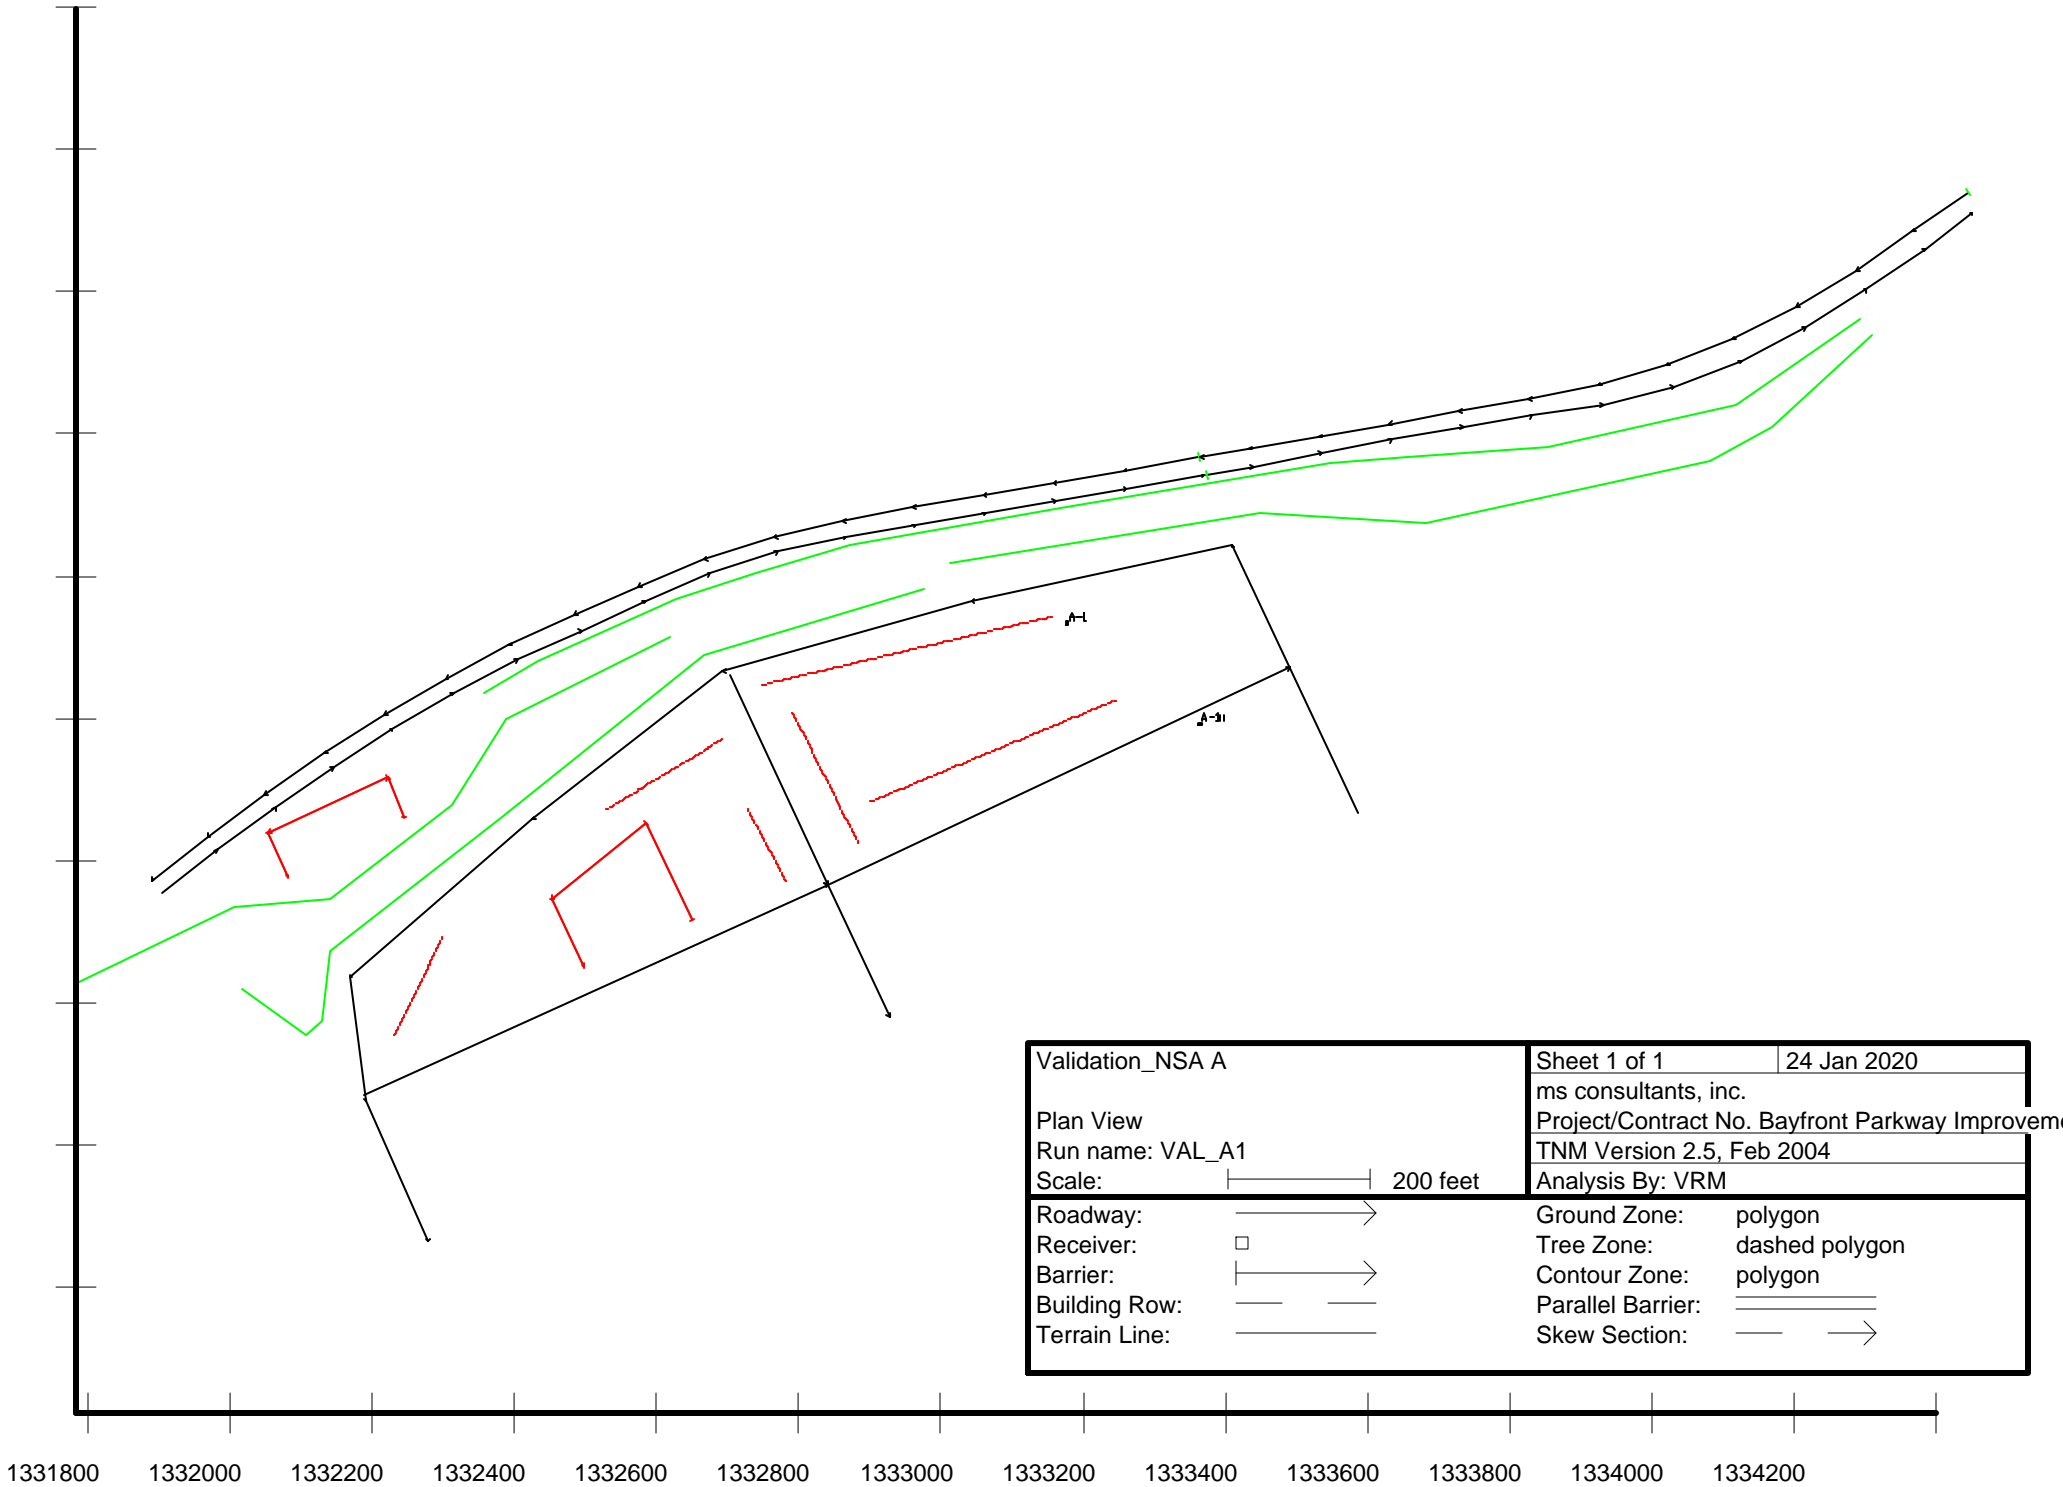 Validation_NSA A
Sheet 1 of 1
24 Jan 2020
ms consultants, inc.
Plan View
Project/Contract No. Bayfront Parkway Improveme
Run name: VAL_A1
TNM Version 2.5, Feb 2004
Scale:
200 feet
Analysis By: VRM
Roadway:
Ground Zone:
polygon
Receiver:
Tree Zone:
dashed polygon
Barrier:
Contour Zone:
polygon
Building Row:
Parallel Barrier:
Terrain Line:
Skew Section:
1331800 1332000 1332200 1332400 1332600 1332800 1333000 1333200 1333400 1333600 1333800 1334000 1334200